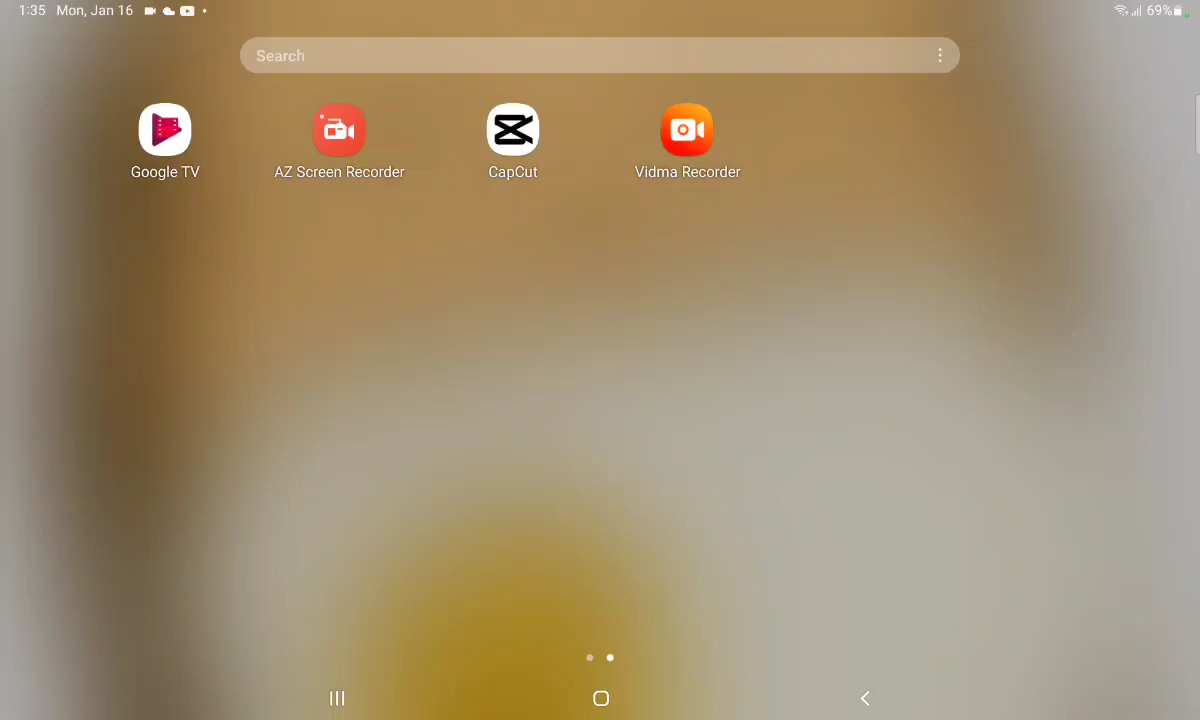 1:35 Mon, Jan 16 69%
Search
Google TV AZ Screen Recorder CapCut Vidma Recorder